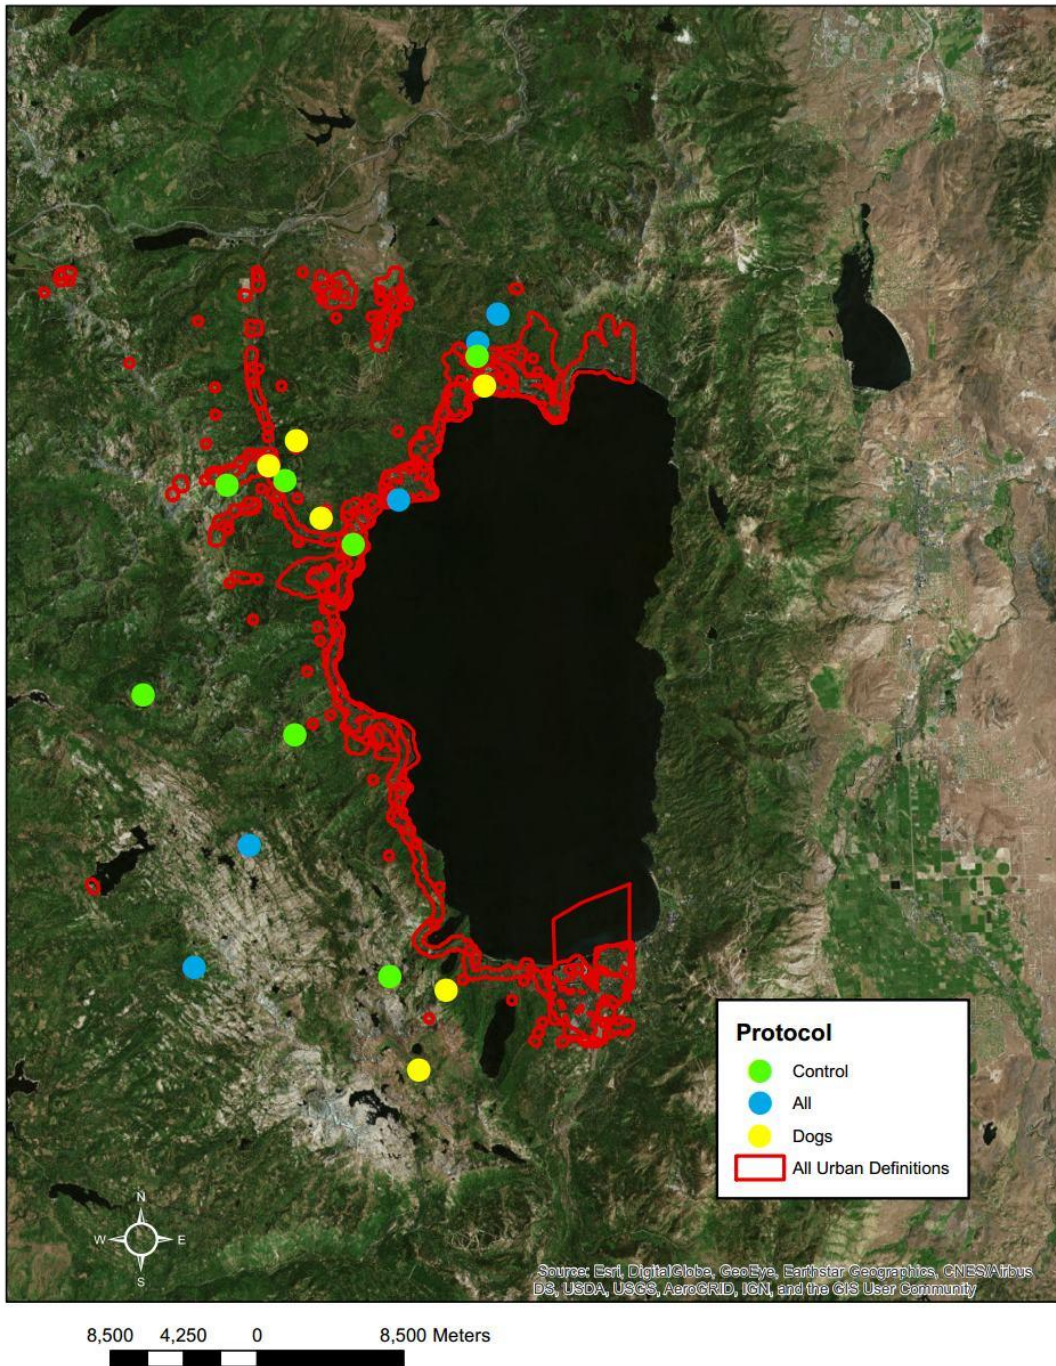 Protocol
Control
All
Dogs
All Urban Definitions
N
W E
S
Source: Esri, DigitalGlobe, GeoEye, Earthstar Geographics, CNES/Airbus
DS, USDA, USGS, AeroGRID, IGN, and the GIS User Community
8,500 4,250 0 8,500 Meters